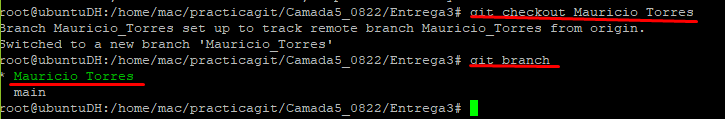 root@ubuntuDH:/home/mac/practicagit/Camada5_0822/Entrega3# git checkout Mauricio_Torres
Branch Mauricio_Torres set up to track remote branch Mauricio_Torres from origin.
Switched to a new branch 'Mauricio_Torres'
root@ubuntuDH:/home/mac/practicagit/Camada5_0822/Entrega3# git branch
* Mauricio_Torres
  main
root@ubuntuDH:/home/mac/practicagit/Camada5_0822/Entrega3#